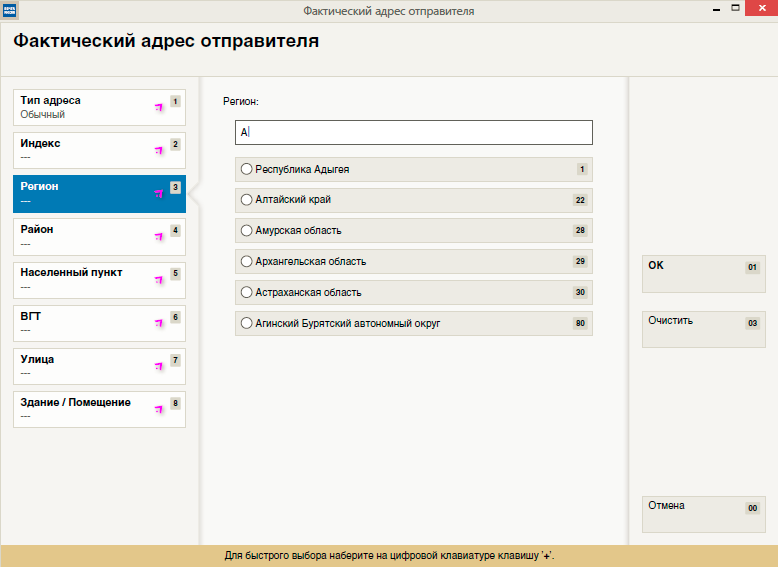 Фактический адрес отправителя
Фактический адрес отправителя
Тип адреса 1
Обычный
Индекс 2
---
Регион 3
---
Район 4
---
Населенный пункт 5
---
ВГТ 6
---
Улица 7
---
Здание / Помещение 8
---
Регион:
А
Республика Адыгея 1
Алтайский край 22
Амурская область 28
Архангельская область 29
Астраханская область 30
Агинский Бурятский автономный округ 80
ОК 01
Очистить 03
Отмена 00
Для быстрого выбора наберите на цифровой клавиатуре клавишу '+'.